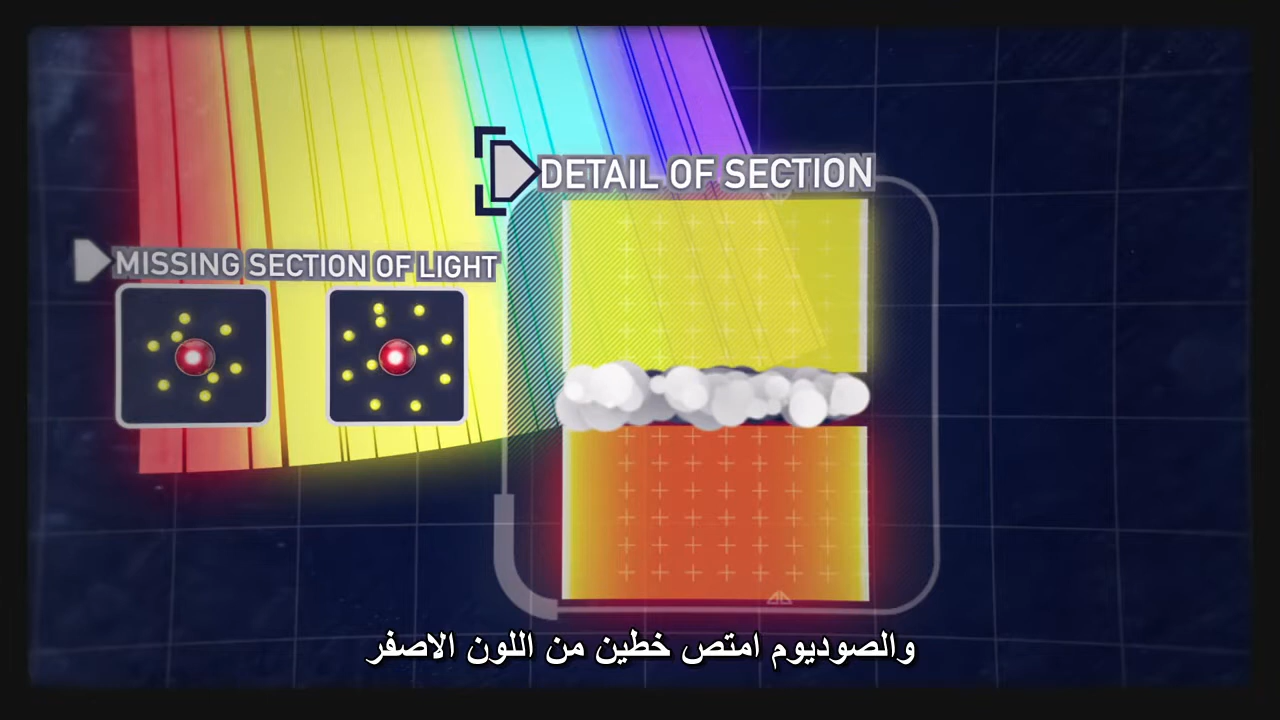 DETAIL OF SECTION
MISSING SECTION OF LIGHT
والصوديوم امتص خطين من اللون الاصفر